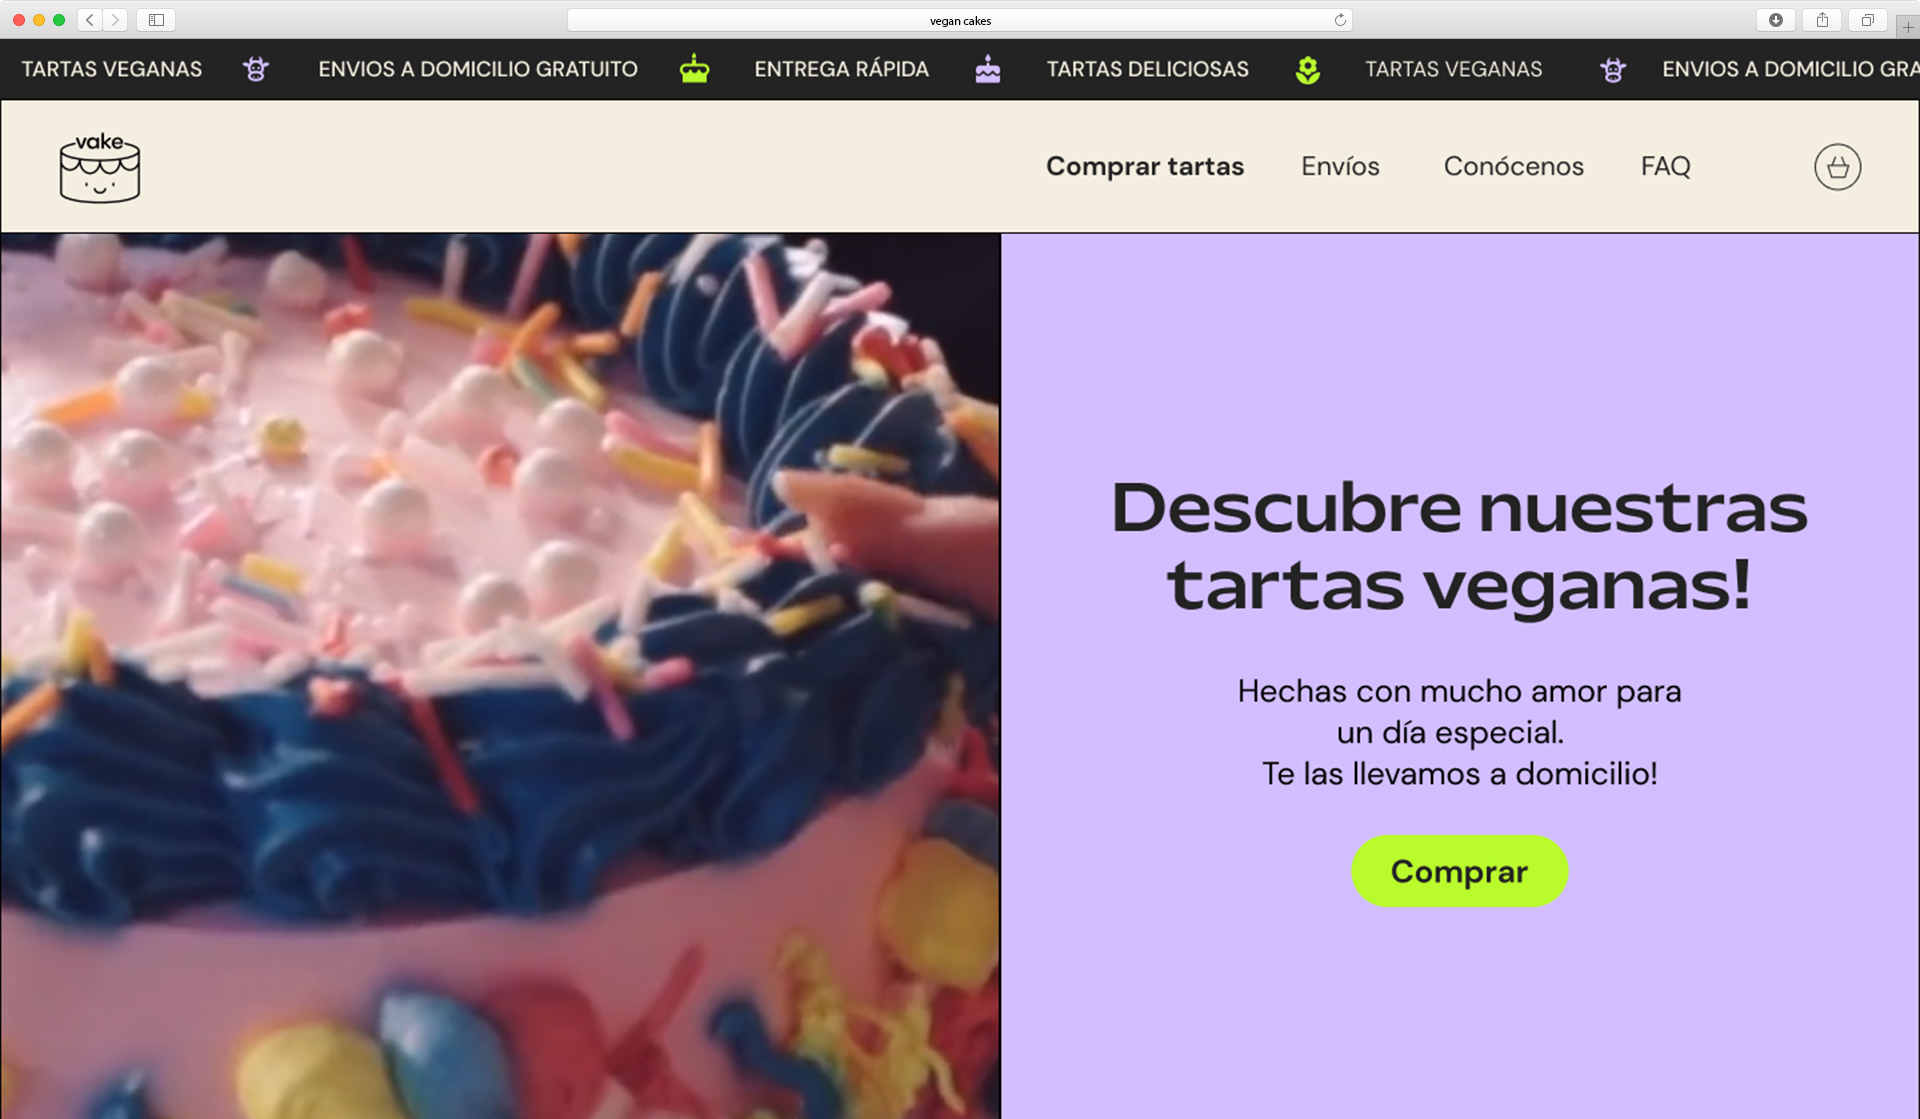 vegan cakes
TARTAS VEGANAS ENVIOS A DOMICILIO GRATUITO ENTREGA RÁPIDA TARTAS DELICIOSAS TARTAS VEGANAS ENVIOS A DOMICILIO GRA
vake
Comprar tartas Envíos Conócenos FAQ
Descubre nuestras
tartas veganas!
Hechas con mucho amor para
un día especial.
Te las llevamos a domicilio!
Comprar